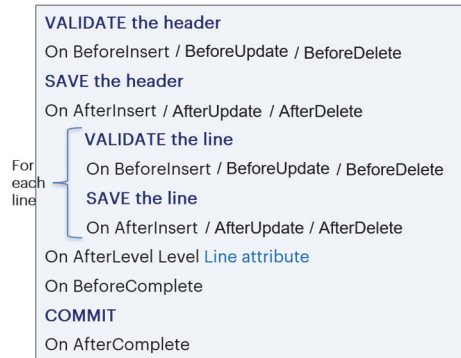 VALIDATE the header
On BeforeInsert / BeforeUpdate / BeforeDelete
SAVE the header
On AfterInsert / AfterUpdate / AfterDelete
For
each
line
VALIDATE the line
On BeforeInsert / BeforeUpdate / BeforeDelete
SAVE the line
On AfterInsert / AfterUpdate / AfterDelete
On AfterLevel Level Line attribute
On BeforeComplete
COMMIT
On AfterComplete